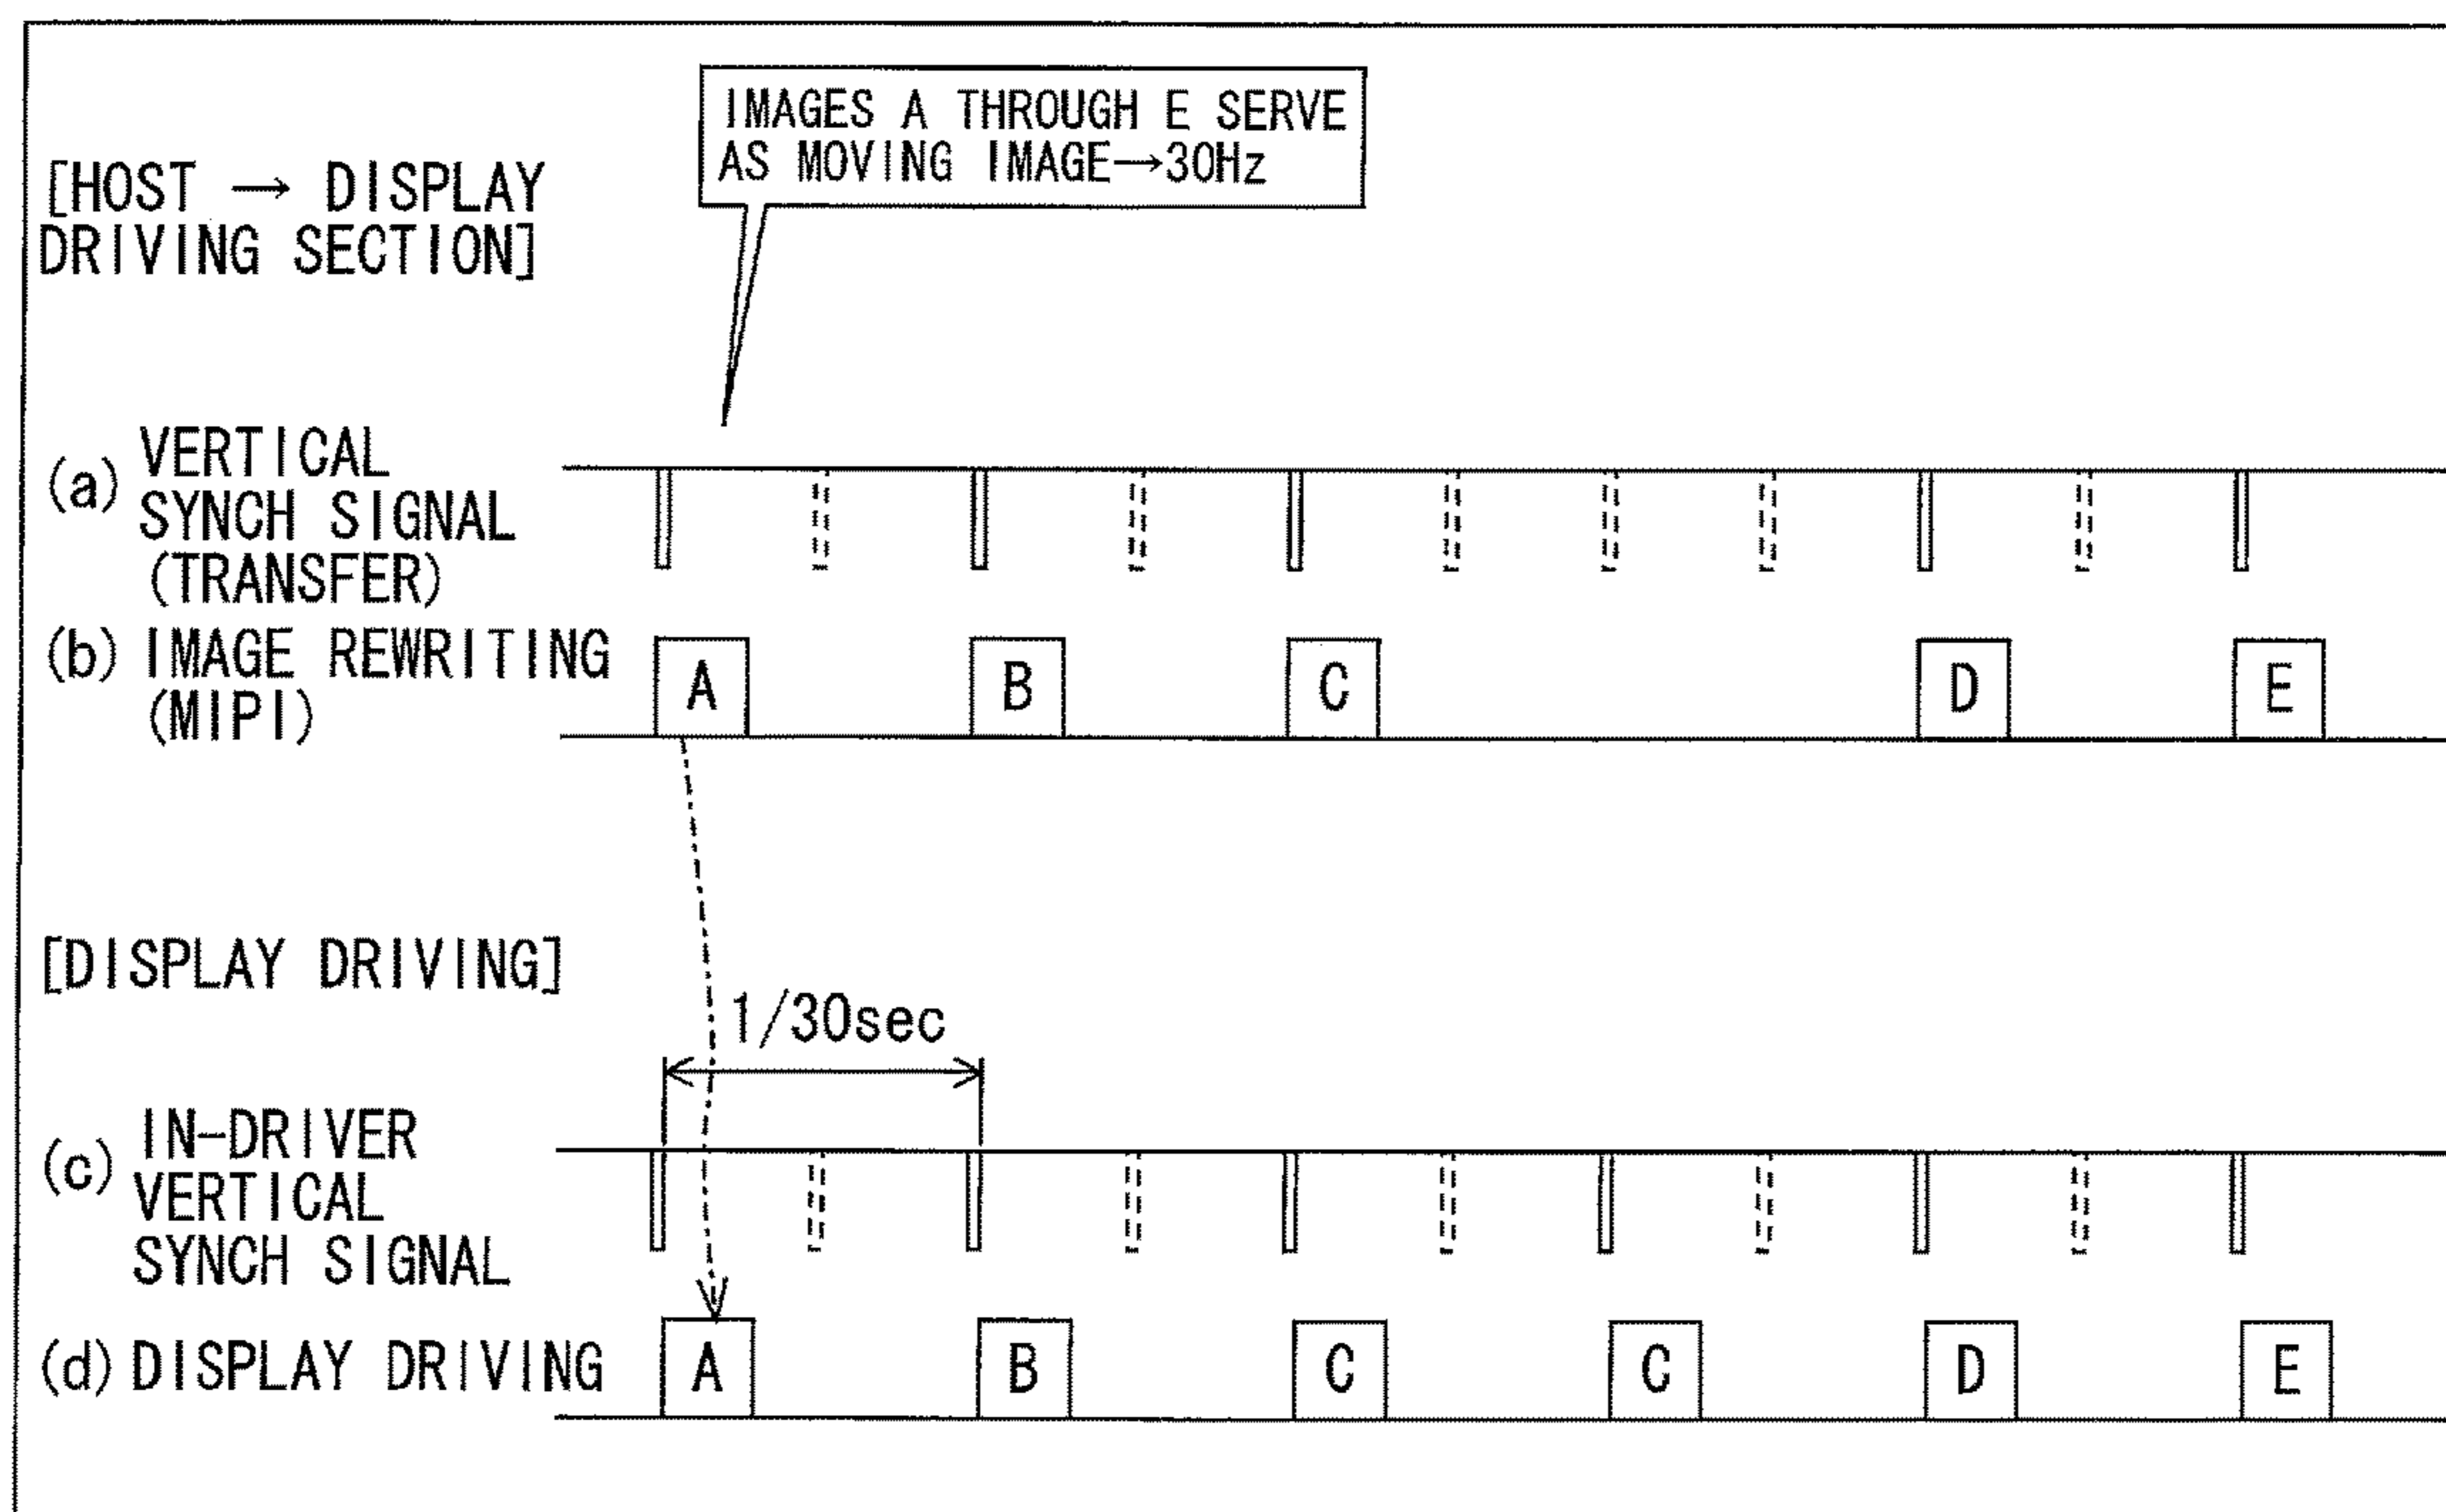 IMAGES A THROUGH E SERVE
AS MOVING IMAGE→30Hz
[HOST → DISPLAY
DRIVING SECTION]
(a) VERTICAL
SYNCH SIGNAL
(TRANSFER)
(b) IMAGE REWRITING
(MIPI)
A B C D E
[DISPLAY DRIVING]
1/30sec
(c) IN-DRIVER
VERTICAL
SYNCH SIGNAL
(d) DISPLAY DRIVING
A B C C D E